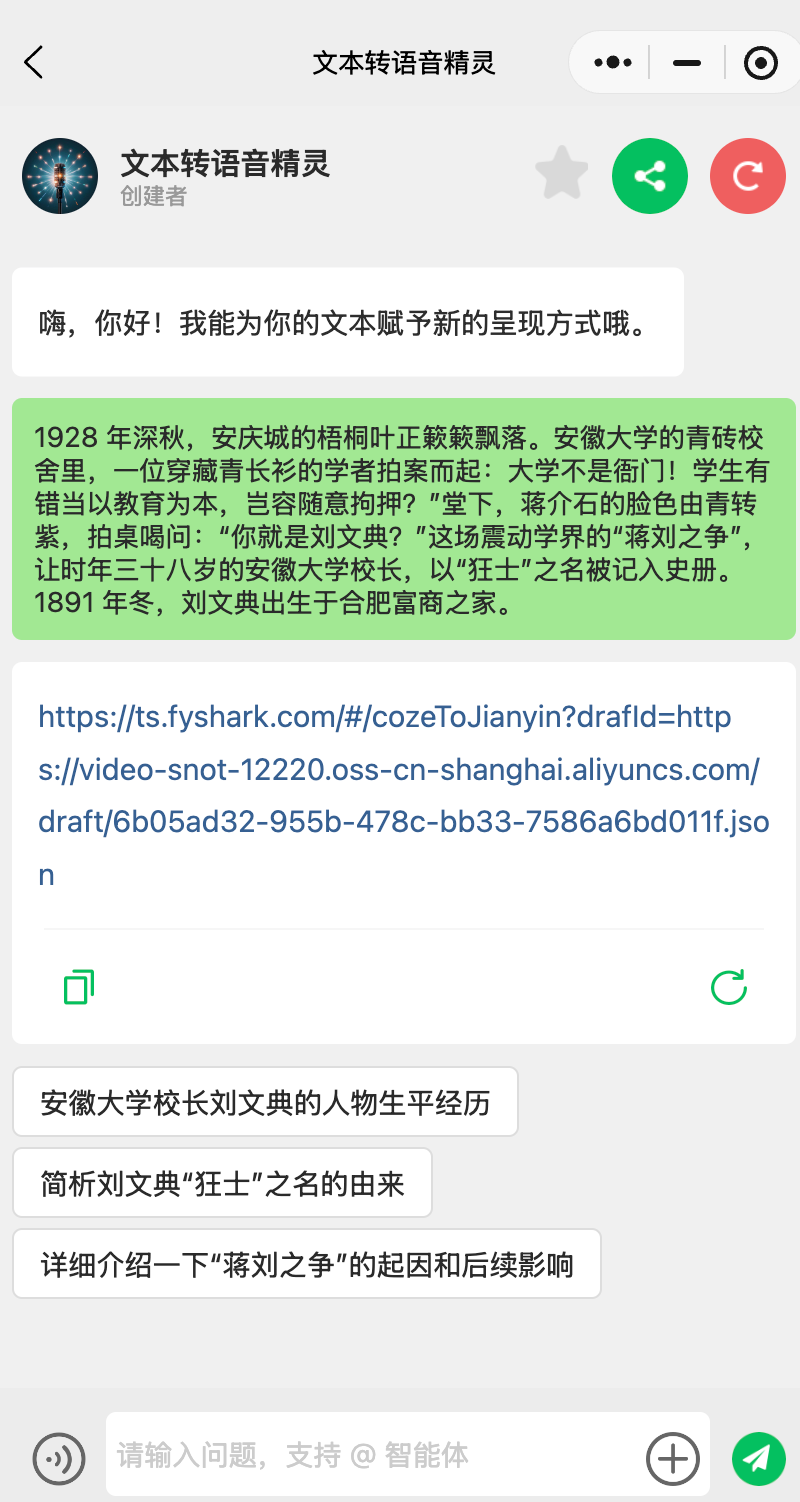 文本转语音精灵
文本转语音精灵
创建者
嗨，你好！我能为你的文本赋予新的呈现方式哦。
1928 年深秋，安庆城的梧桐叶正簌簌飘落。安徽大学的青砖校
舍里，一位穿藏青长衫的学者拍案而起：大学不是衙门！学生有
错当以教育为本，岂容随意拘押？”堂下，蒋介石的脸色由青转
紫，拍桌喝问：“你就是刘文典？”这场震动学界的“蒋刘之争”，
让时年三十八岁的安徽大学校长，以“狂士”之名被记入史册。
1891 年冬，刘文典出生于合肥富商之家。
https://ts.fyshark.com/#/cozeToJianyin?drafId=http
s://video-snot-12220.oss-cn-shanghai.aliyuncs.com/
draft/6b05ad32-955b-478c-bb33-7586a6bd011f.jso
n
安徽大学校长刘文典的人物生平经历
简析刘文典“狂士”之名的由来
详细介绍一下“蒋刘之争”的起因和后续影响
请输入问题，支持 @ 智能体